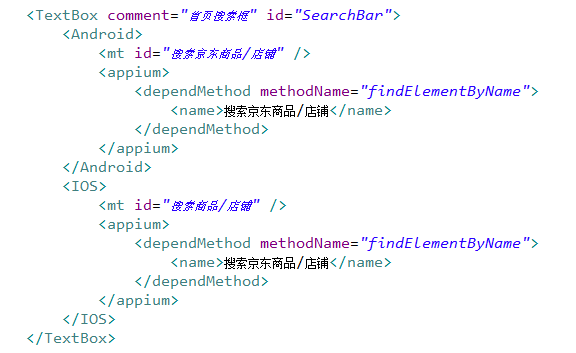 <TextBox comment="首页搜索框" id="SearchBar">
<Android>
<mt id="搜索京东商品/店铺" />
<appium>
<dependMethod methodName="findElementByName">
<name>搜索京东商品/店铺</name>
</dependMethod>
</appium>
</Android>
<IOS>
<mt id="搜索商品/店铺" />
<appium>
<dependMethod methodName="findElementByName">
<name>搜索京东商品/店铺</name>
</dependMethod>
</appium>
</IOS>
</TextBox>